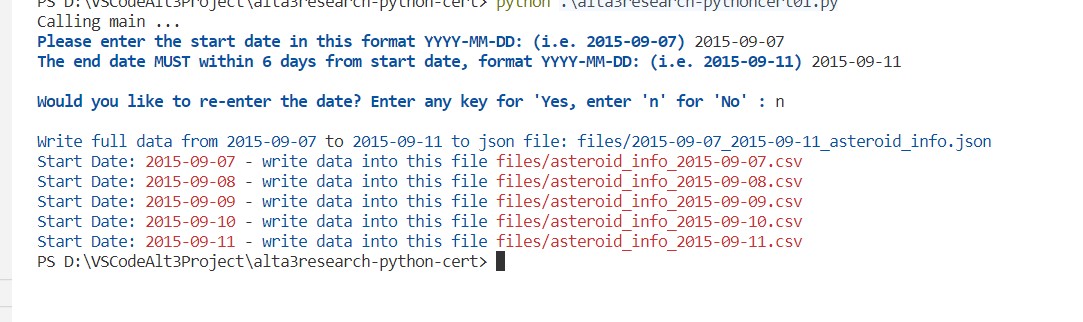 PS D:\VSCodeAlt3Project\alta3research-python-cert> python .\alta3research-pythoncert01.py
Calling main ...
Please enter the start date in this format YYYY-MM-DD: (i.e. 2015-09-07) 2015-09-07
The end date MUST within 6 days from start date, format YYYY-MM-DD: (i.e. 2015-09-11) 2015-09-11
Would you like to re-enter the date? Enter any key for 'Yes, enter 'n' for 'No' : n
Write full data from 2015-09-07 to 2015-09-11 to json file: files/2015-09-07_2015-09-11_asteroid_info.json
Start Date: 2015-09-07 - write data into this file files/asteroid_info_2015-09-07.csv
Start Date: 2015-09-08 - write data into this file files/asteroid_info_2015-09-08.csv
Start Date: 2015-09-09 - write data into this file files/asteroid_info_2015-09-09.csv
Start Date: 2015-09-10 - write data into this file files/asteroid_info_2015-09-10.csv
Start Date: 2015-09-11 - write data into this file files/asteroid_info_2015-09-11.csv
PS D:\VSCodeAlt3Project\alta3research-python-cert>